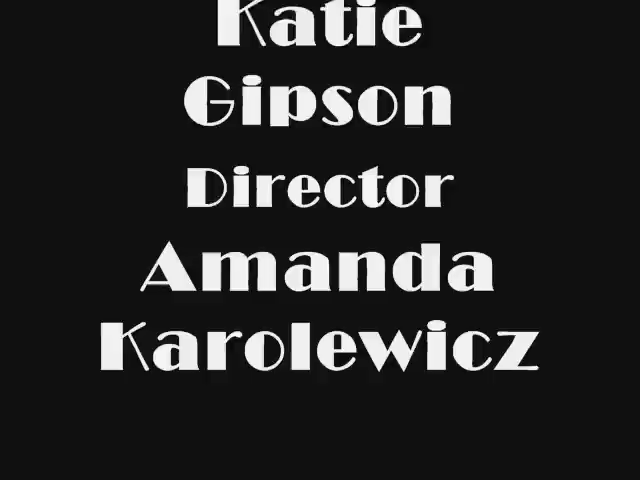 Katie
Gipson
Director
Amanda
Karolewicz